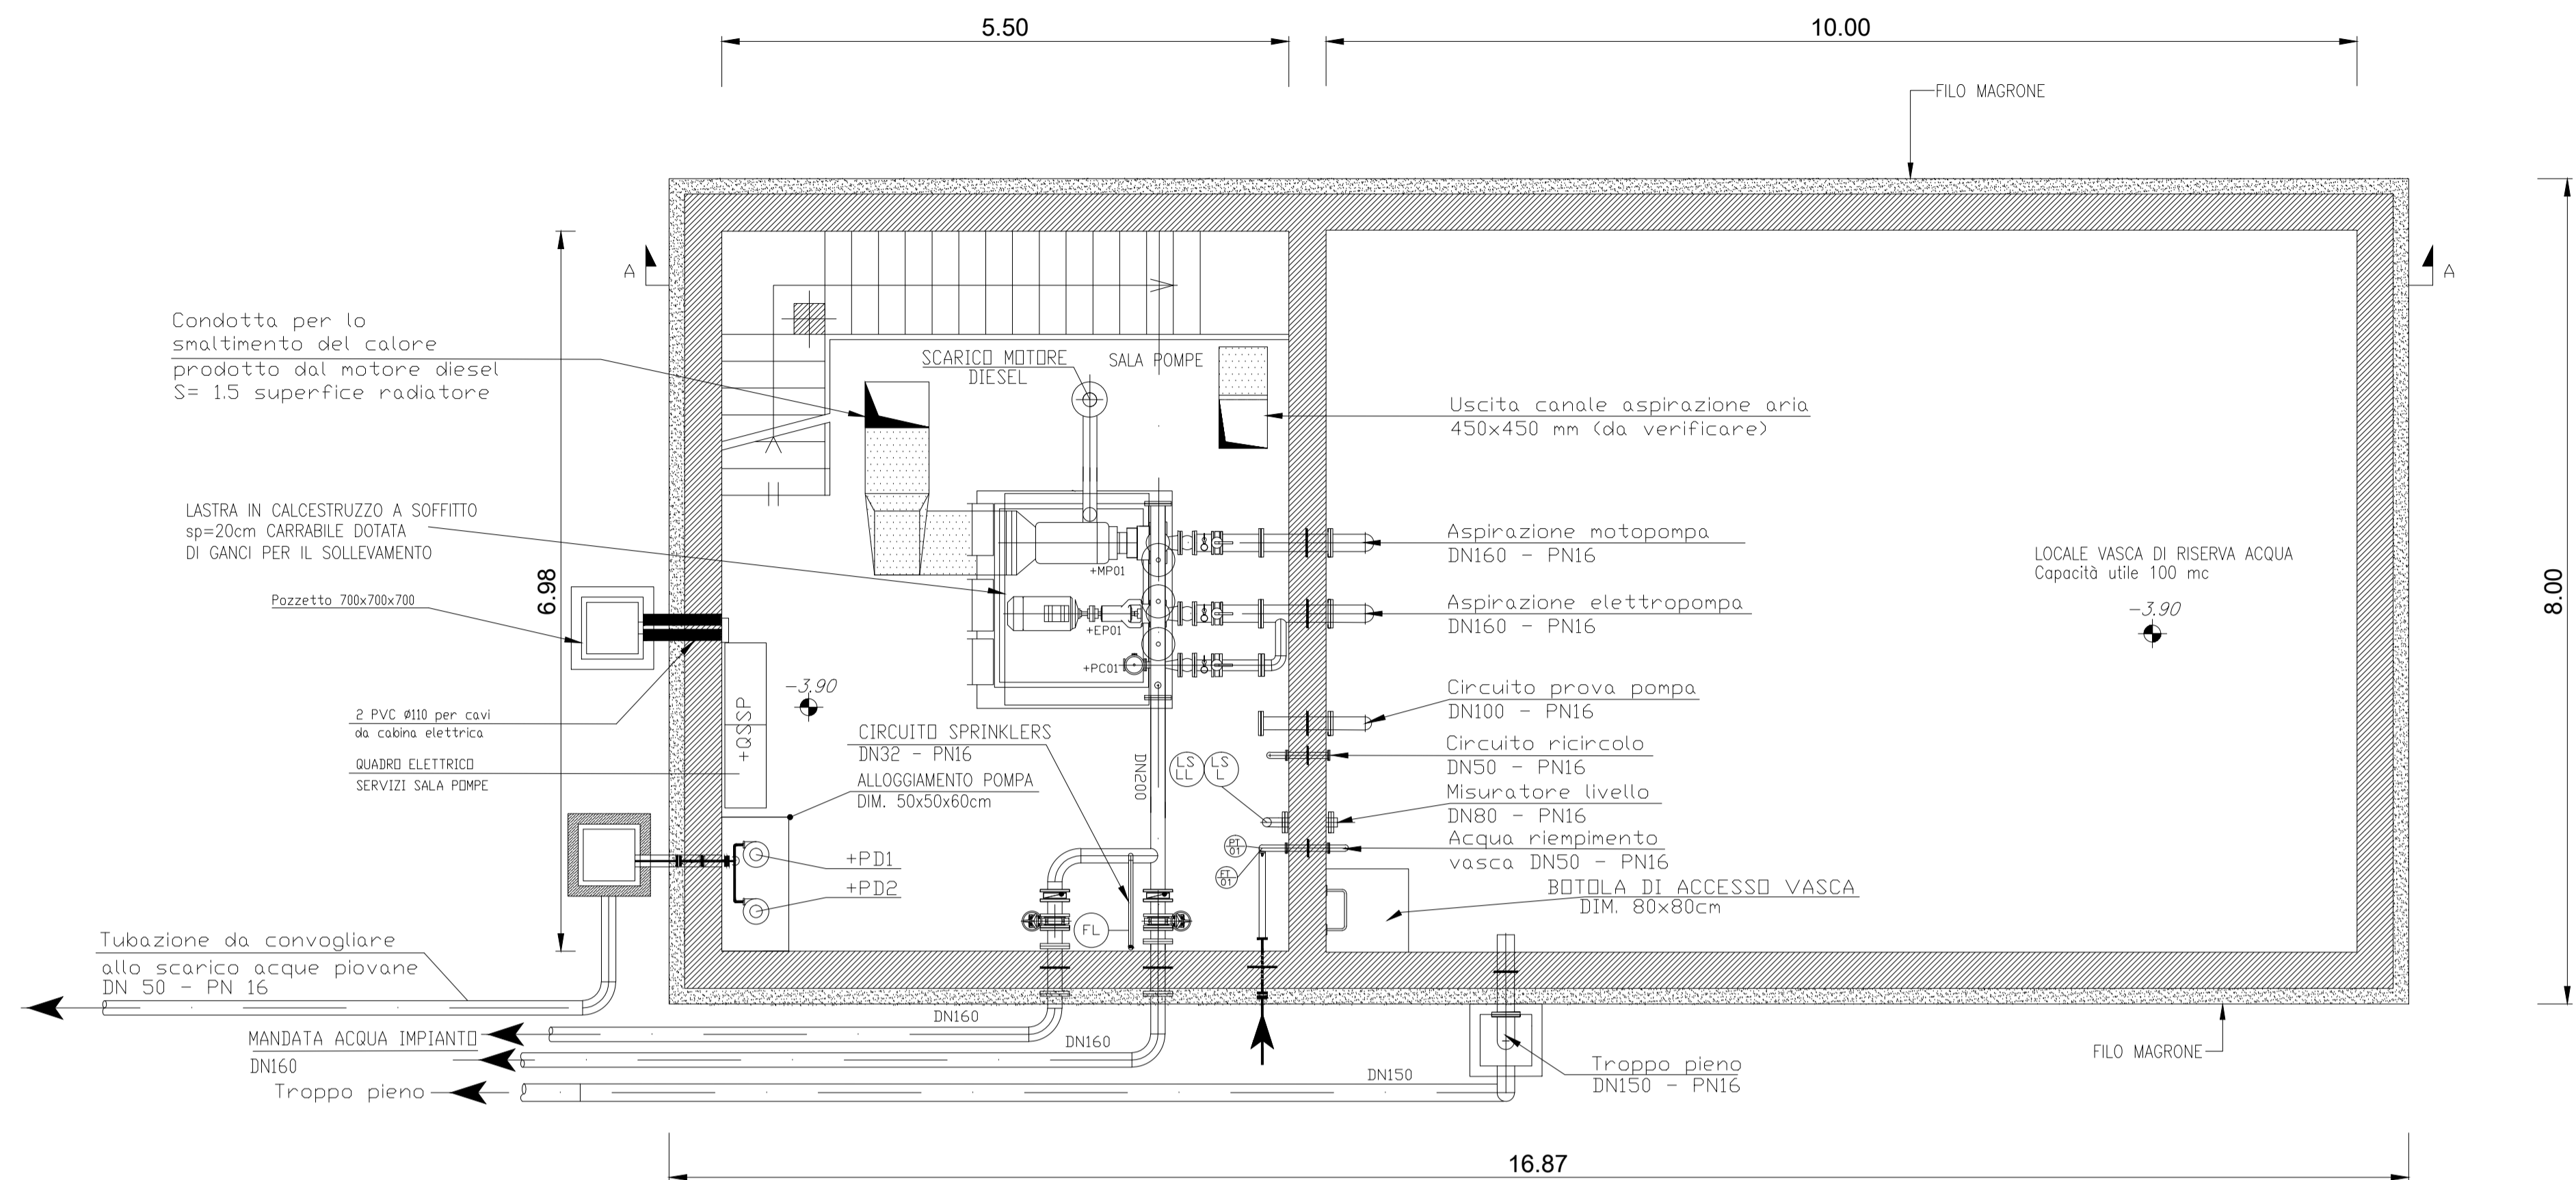 5.50
10.00
FILO MAGRONE
A
A
Condotta per lo
smaltimento del calore
prodotto dal motore diesel
S= 1.5 superfice radiatore
SCARICO MOTORE
DIESEL
SALA POMPE
Uscita canale aspirazione aria
450x450 mm (da verificare)
LASTRA IN CALCESTRUZZO A SOFFITTO
sp=20cm CARRABILE DOTATA
DI GANCI PER IL SOLLEVAMENTO
6.98
Pozzetto 700x700x700
+MP01
+EP01
+PC01
Aspirazione motopompa
DN160 - PN16
Aspirazione elettropompa
DN160 - PN16
LOCALE VASCA DI RISERVA ACQUA
Capacità utile 100 mc
-3.90
8.00
-3.90
2 PVC ø110 per cavi
da cabina elettrica
QUADRO ELETTRICO
SERVIZI SALA POMPE
+QSSP
CIRCUITO SPRINKLERS
DN32 - PN16
ALLOGGIAMENTO POMPA
DIM. 50x50x60cm
DN200
LS
LL
LS
L
Circuito prova pompa
DN100 - PN16
Circuito ricircolo
DN50 - PN16
Misuratore livello
DN80 - PN16
Acqua riempimento
vasca DN50 - PN16
PT
01
FT
01
BOTOLA DI ACCESSO VASCA
DIM. 80x80cm
+PD1
+PD2
FL
Tubazione da convogliare
allo scarico acque piovane
DN 50 - PN 16
MANDATA ACQUA IMPIANTO
DN160
DN160
DN160
Troppo pieno
DN150
Troppo pieno
DN150 - PN16
FILO MAGRONE
16.87